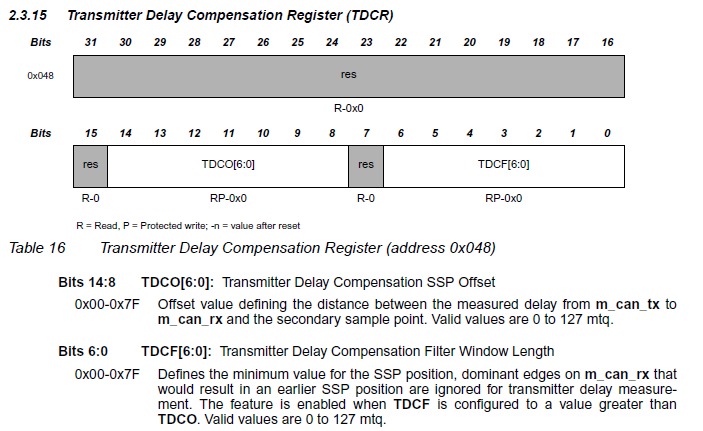 2.3.15 Transmitter Delay Compensation Register (TDCR)
Bits 31 30 29 28 27 26 25 24 23 22 21 20 19 18 17 16
0x048 res
R-0x0
Bits 15 14 13 12 11 10 9 8 7 6 5 4 3 2 1 0
res TDCO[6:0] res TDCF[6:0]
R-0 RP-0x0 R-0 RP-0x0
R = Read, P = Protected write; -n = value after reset
Table 16 Transmitter Delay Compensation Register (address 0x048)
Bits 14:8 TDCO[6:0]: Transmitter Delay Compensation SSP Offset
0x00-0x7F Offset value defining the distance between the measured delay from m_can_tx to
m_can_rx and the secondary sample point. Valid values are 0 to 127 mtq.
Bits 6:0 TDCF[6:0]: Transmitter Delay Compensation Filter Window Length
0x00-0x7F Defines the minimum value for the SSP position, dominant edges on m_can_rx that
would result in an earlier SSP position are ignored for transmitter delay measure-
ment. The feature is enabled when TDCF is configured to a value greater than
TDCO. Valid values are 0 to 127 mtq.